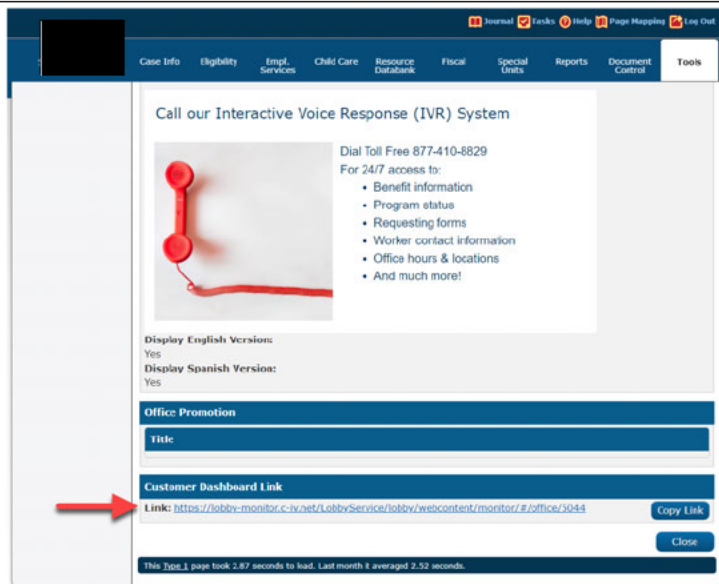 Journal Tasks Help Page Mapping Log Out
Case Info Eligibility Empl. Services Child Care Resource Databank Fiscal Special Units Reports Document Control Tools
Call our Interactive Voice Response (IVR) System
Dial Toll Free 877-410-8829
For 24/7 access to:
• Benefit information
• Program status
• Requesting forms
• Worker contact information
• Office hours & locations
• And much more!
Display English Version:
Yes
Display Spanish Version:
Yes
Office Promotion
Title
Customer Dashboard Link
Link: https://lobby-monitor.c-iv.net/LobbyService/lobby/webcontent/monitor/#/office/5044 Copy Link
Close
This Type 1 page took 2.87 seconds to load. Last month it averaged 2.52 seconds.